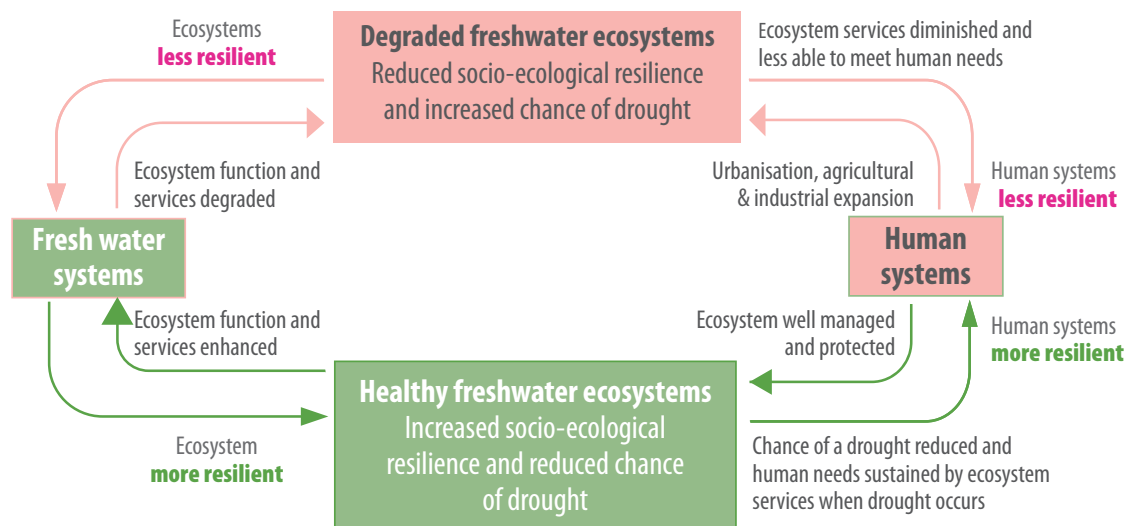 Ecosystems
less resilient
Degraded freshwater ecosystems
Reduced socio-ecological resilience
and increased chance of drought
Ecosystem services diminished and
less able to meet human needs
Ecosystem function and
services degraded
Urbanisation, agricultural
& industrial expansion
Human systems
less resilient
Fresh water
systems
Human
systems
Ecosystem function and
services enhanced
Ecosystem well managed
and protected
Human systems
more resilient
Healthy freshwater ecosystems
Increased socio-ecological
resilience and reduced chance
of drought
Ecosystem
more resilient
Chance of a drought reduced and
human needs sustained by ecosystem
services when drought occurs